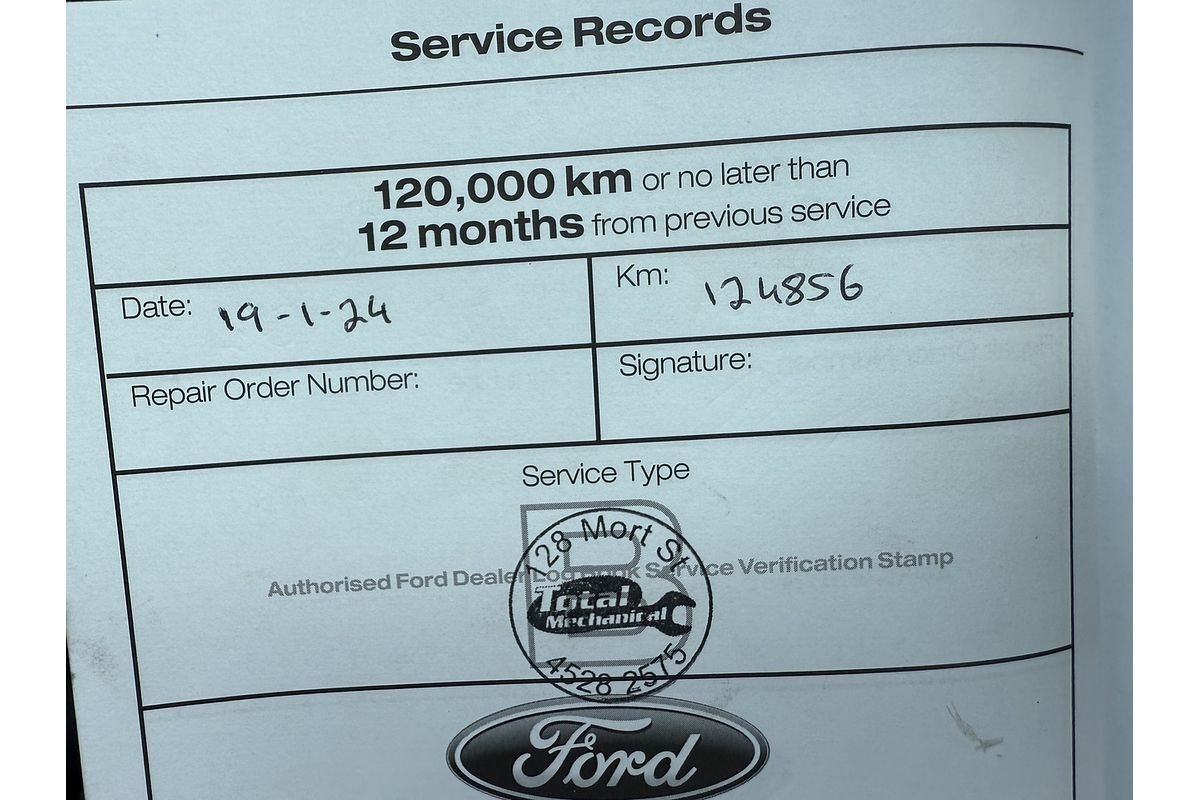 Service Records
120,000 km or no later than
12 months from previous service
Date: 19-1-24
Km: 124856
Repair Order Number:
Signature:
Service Type
B
128 Mort St
Authorised Ford Dealer Logbook Service Verification Stamp
Total
Mechanical
4528 2575
Ford